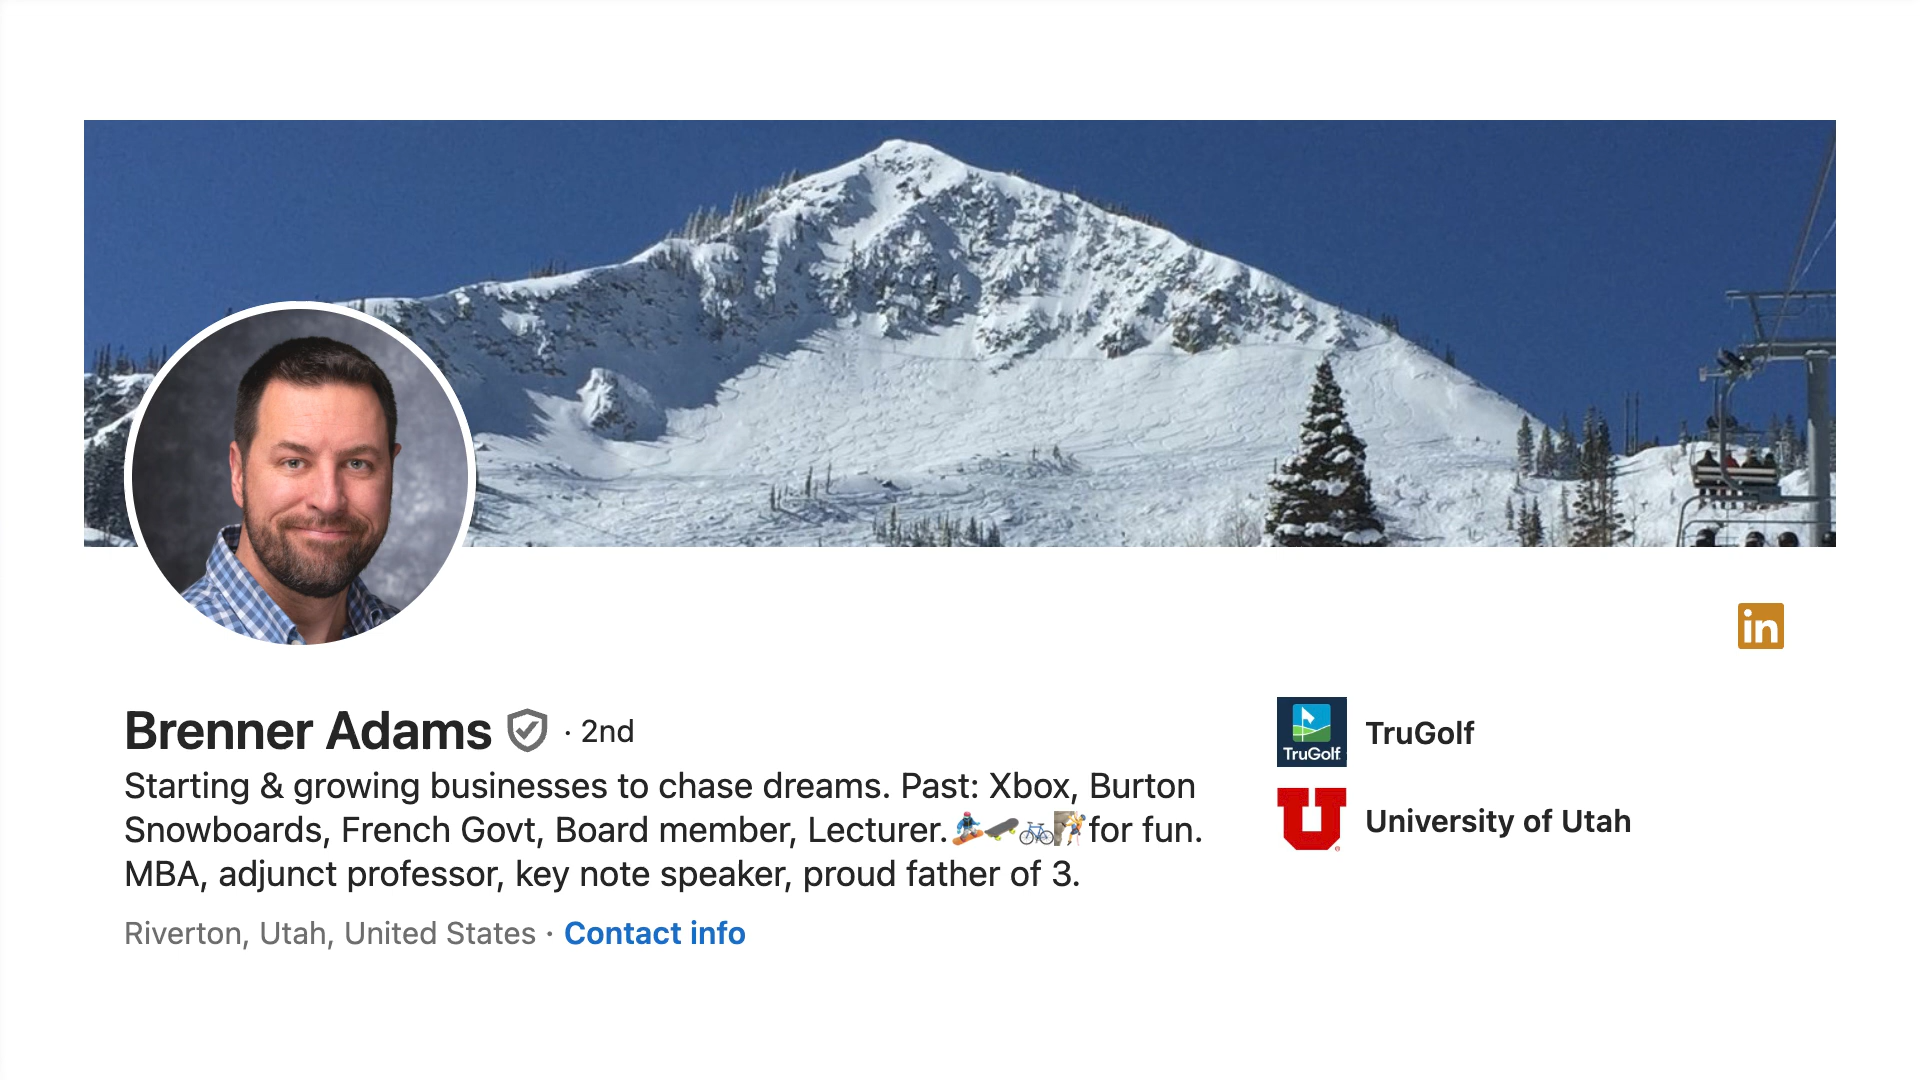 in
Brenner Adams · 2nd
Starting & growing businesses to chase dreams. Past: Xbox, Burton
Snowboards, French Govt, Board member, Lecturer.🏂🛹🚲🧗for fun.
MBA, adjunct professor, key note speaker, proud father of 3.
Riverton, Utah, United States · Contact info
TruGolf
TruGolf
U
University of Utah